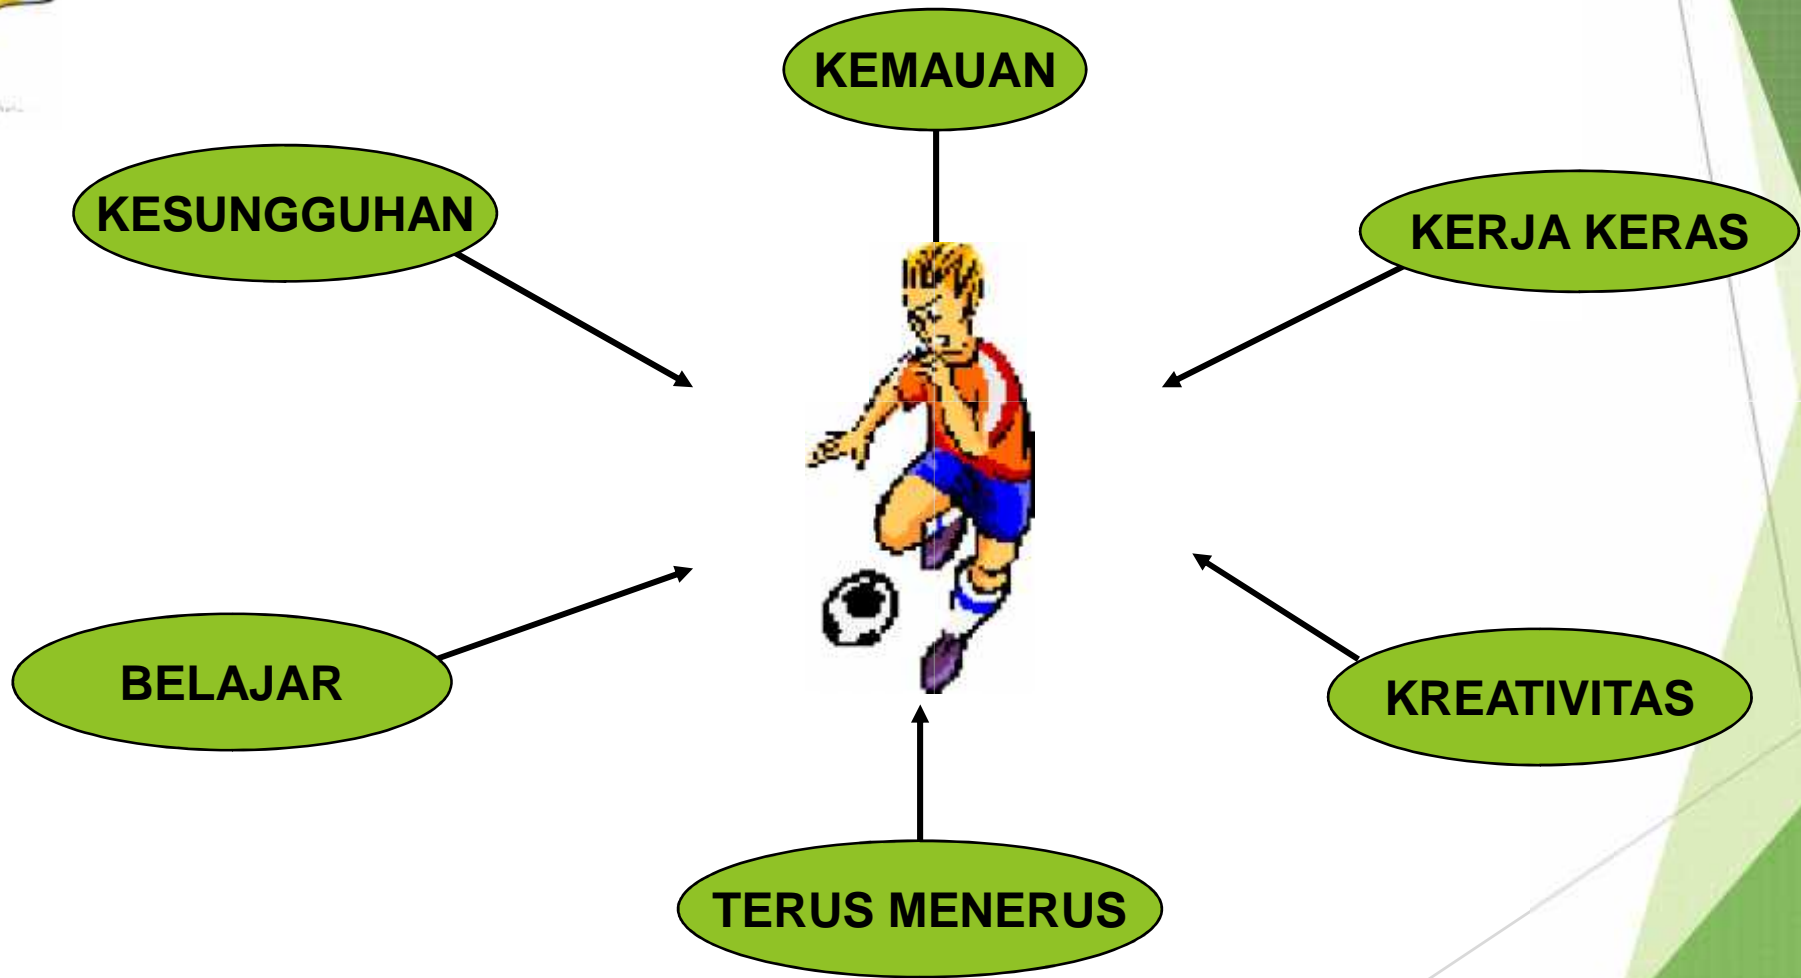 KEMAUAN
KESUNGGUHAN
KERJA KERAS
BELAJAR
KREATIVITAS
TERUS MENERUS